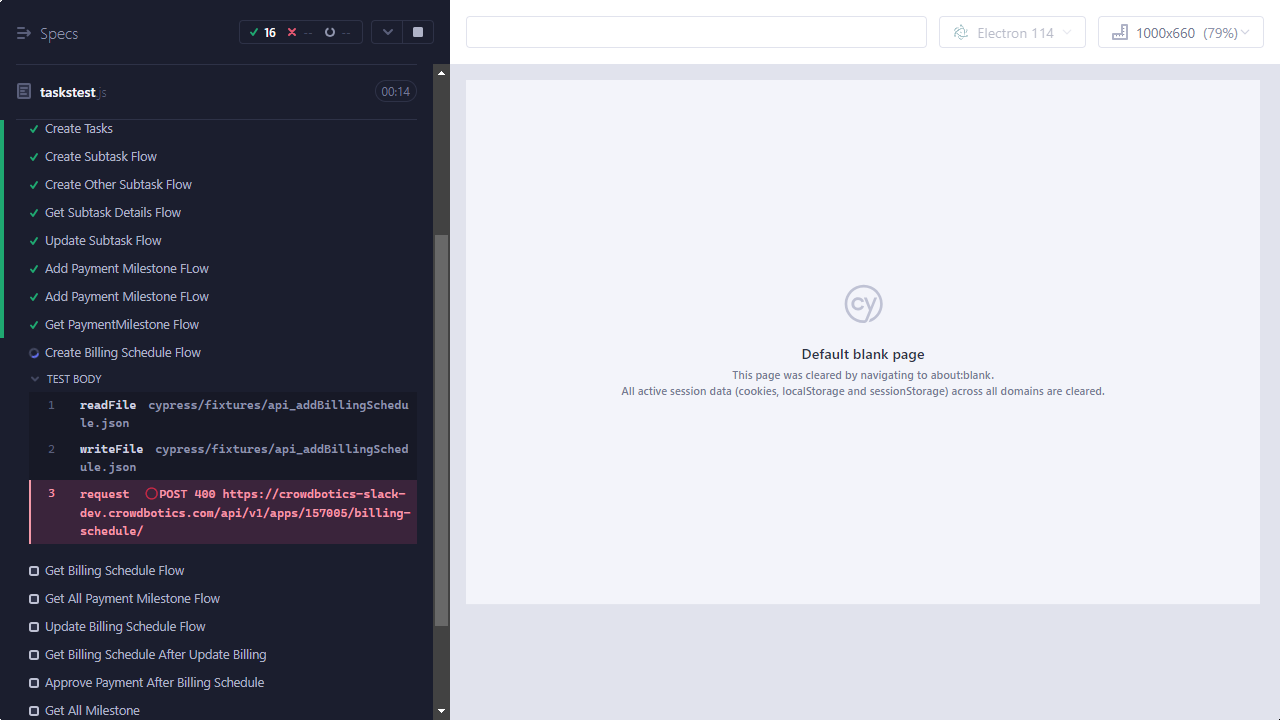 Specs
16
--
--
Electron 114
1000x660 (79%)
taskstest.js
00:14
Create Tasks
Create Subtask Flow
Create Other Subtask Flow
Get Subtask Details Flow
Update Subtask Flow
Add Payment Milestone FLow
Add Payment Milestone FLow
Get PaymentMilestone Flow
Create Billing Schedule Flow
TEST BODY
1 readFile cypress/fixtures/api_addBillingSchedu
le.json
2 writeFile cypress/fixtures/api_addBillingSched
ule.json
3 request POST 400 https://crowdbotics-slack-
dev.crowdbotics.com/api/v1/apps/157005/billing-
schedule/
Get Billing Schedule Flow
Get All Payment Milestone Flow
Update Billing Schedule Flow
Get Billing Schedule After Update Billing
Approve Payment After Billing Schedule
Get All Milestone
cy
Default blank page
This page was cleared by navigating to about:blank.
All active session data (cookies, localStorage and sessionStorage) across all domains are cleared.